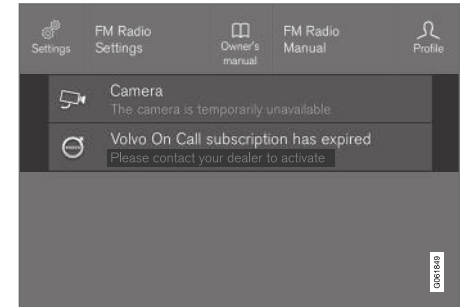 Settings
FM Radio
Settings
Owner's
manual
FM Radio
Manual
Profile
Camera
The camera is temporarily unavailable
Volvo On Call subscription has expired
Please contact your dealer to activate
G061849